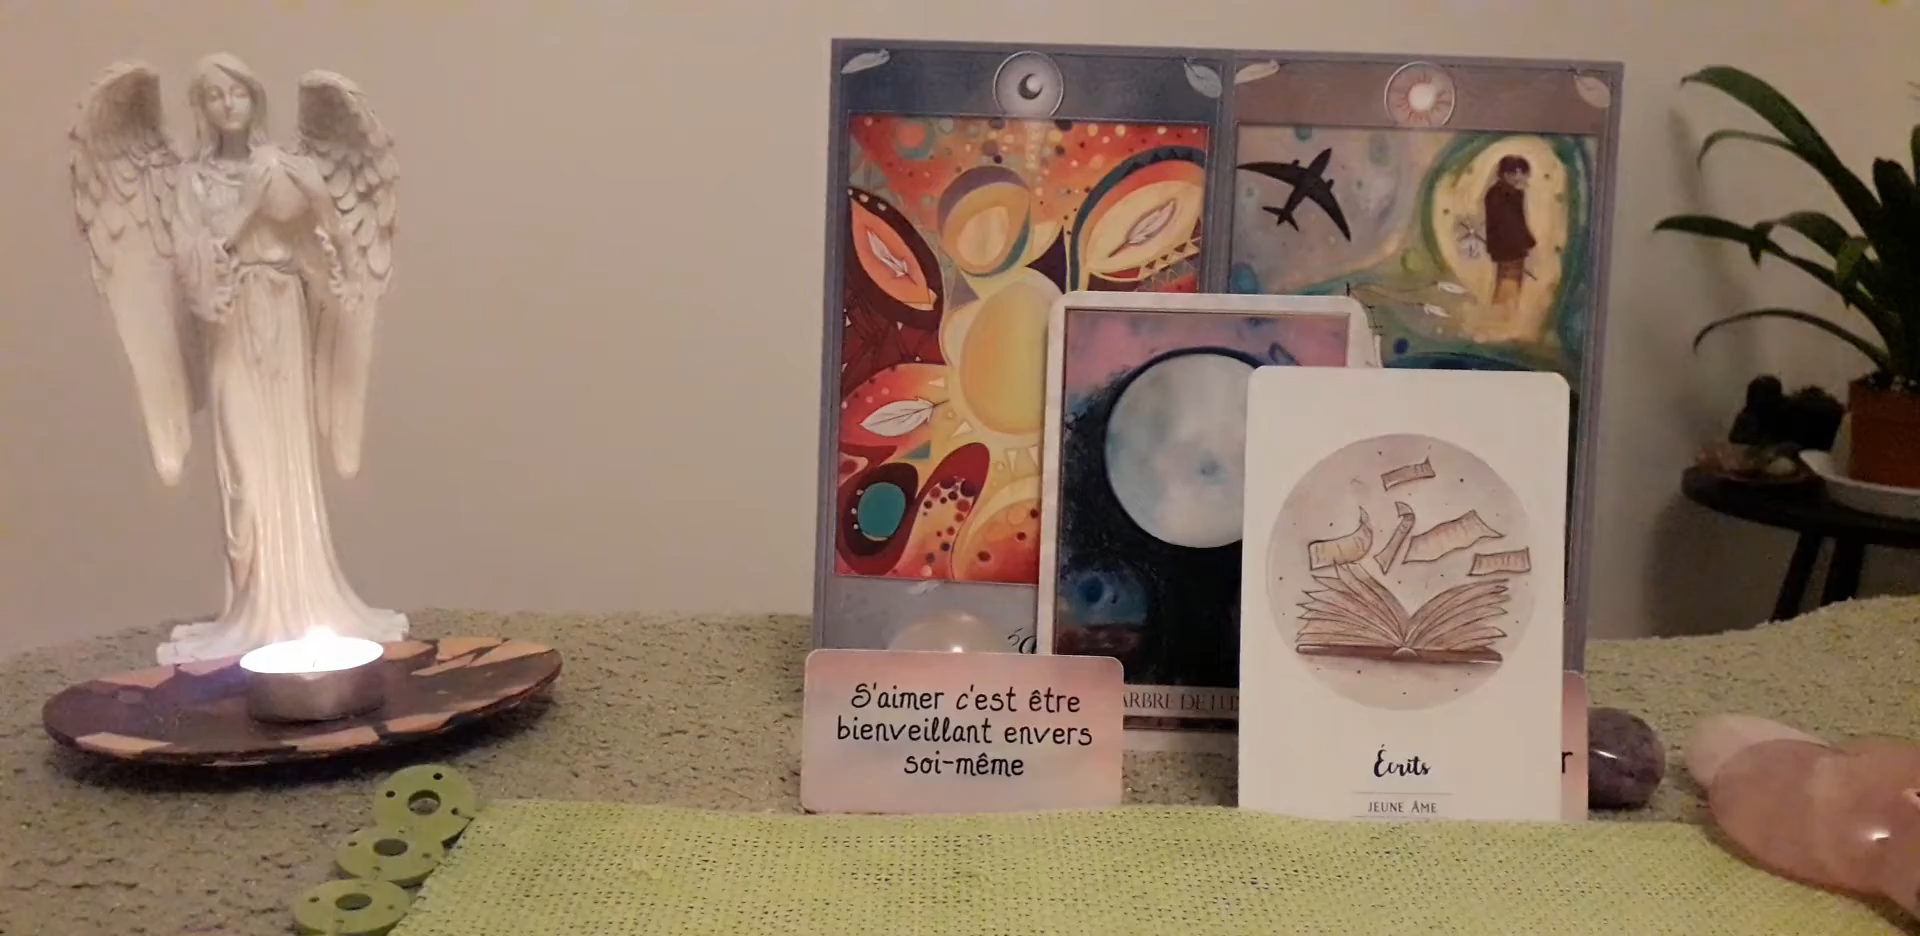 S'aimer c'est être
bienveillant envers
soi-même
ARBRE DE
Écrits
JEUNE ÂME